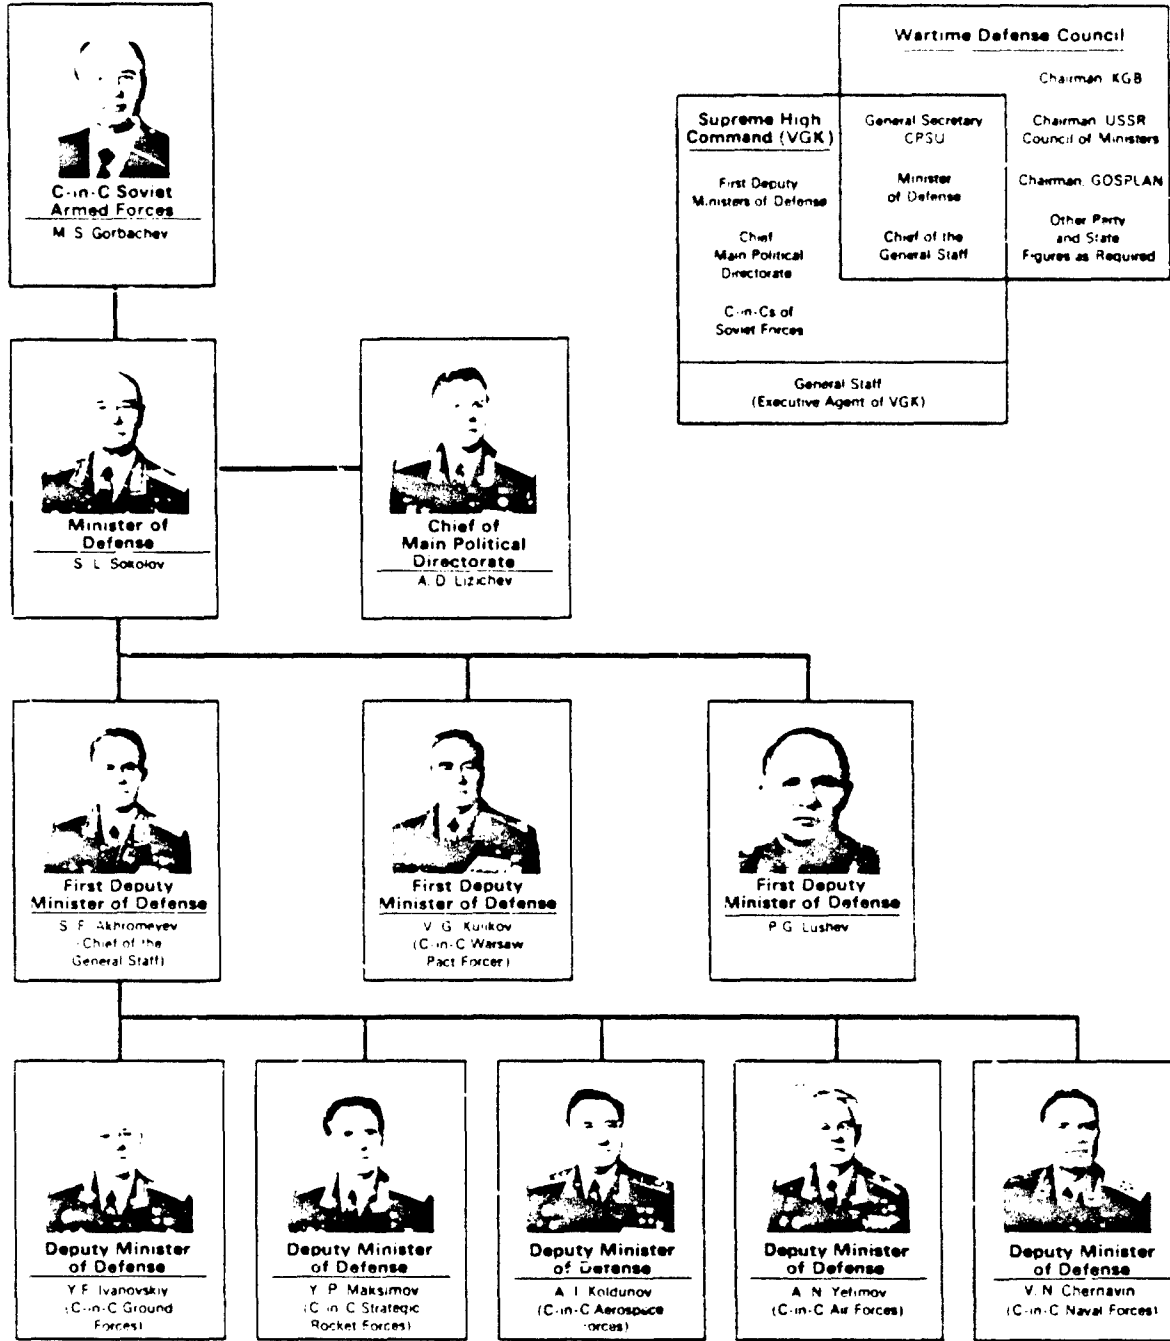 C-in-C Soviet
Armed Forces
M. S. Gorbachev
Wartime Defense Council
Chairman, KGB
Chairman, USSR
Council of Ministers
Chairman, GOSPLAN
Other Party
and State
Figures as Required
General Secretary
CPSU
Minister
of Defense
Chief of the
General Staff
Supreme High
Command (VGK)
First Deputy
Ministers of Defense
Chief
Main Political
Directorate
C-in-Cs of
Soviet Forces
General Staff
(Executive Agent of VGK)
Minister of
Defense
S. L. Sokolov
Chief of
Main Political
Directorate
A. D. Lizichev
First Deputy
Minister of Defense
S. F. Akhromeyev
(Chief of the
General Staff)
First Deputy
Minister of Defense
V. G. Kulikov
(C-in-C Warsaw
Pact Forces)
First Deputy
Minister of Defense
P. G. Lushev
Deputy Minister
of Defense
Y. F. Ivanovskiy
(C-in-C Ground
Forces)
Deputy Minister
of Defense
Y. P. Maksimov
(C-in-C Strategic
Rocket Forces)
Deputy Minister
of Defense
A. I. Koldunov
(C-in-C Aerospace
Forces)
Deputy Minister
of Defense
A. N. Yefimov
(C-in-C Air Forces)
Deputy Minister
of Defense
V. N. Chernavin
(C-in-C Naval Forces)